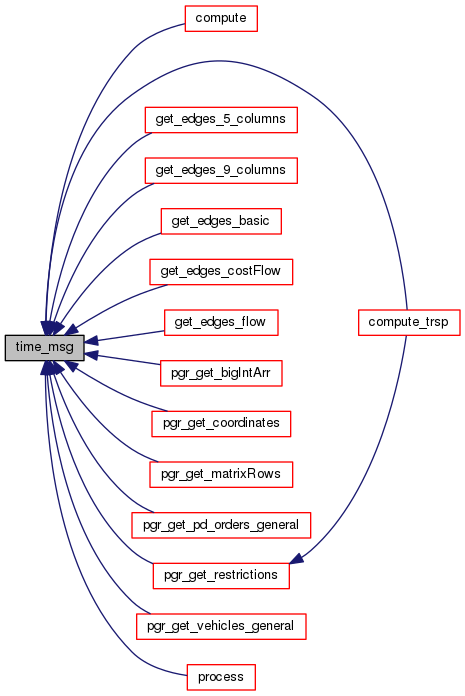 compute
get_edges_5_columns
get_edges_9_columns
get_edges_basic
get_edges_costFlow
get_edges_flow
compute_trsp
time_msg
pgr_get_bigIntArr
pgr_get_coordinates
pgr_get_matrixRows
pgr_get_pd_orders_general
pgr_get_restrictions
pgr_get_vehicles_general
process